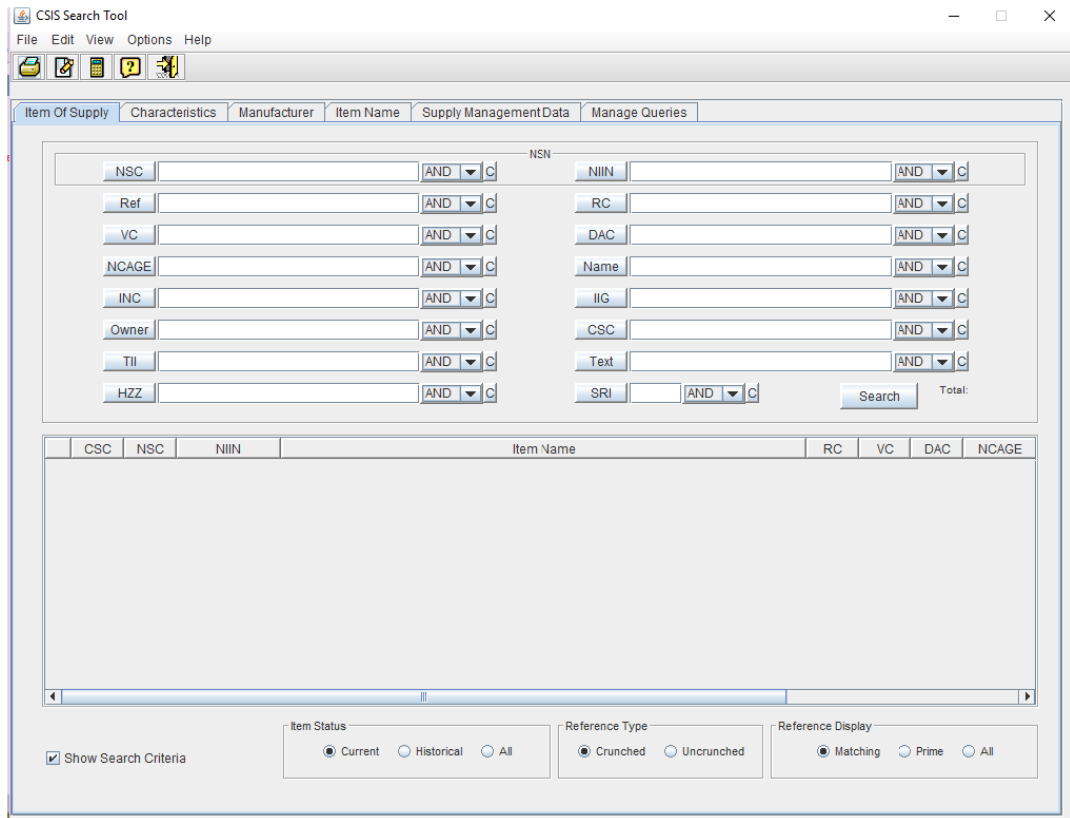 CSIS Search Tool
File Edit View Options Help
Item Of Supply Characteristics Manufacturer Item Name Supply Management Data Manage Queries
NSN
NSC AND C NIIN AND C
Ref AND C RC AND C
VC AND C DAC AND C
NCAGE AND C Name AND C
INC AND C IIG AND C
Owner AND C CSC AND C
TII AND C Text AND C
HZZ AND C SRI AND C Search Total:
CSC NSC NIIN Item Name RC VC DAC NCAGE
Item Status Reference Type Reference Display
Show Search Criteria Current Historical All Crunched Uncrunched Matching Prime All